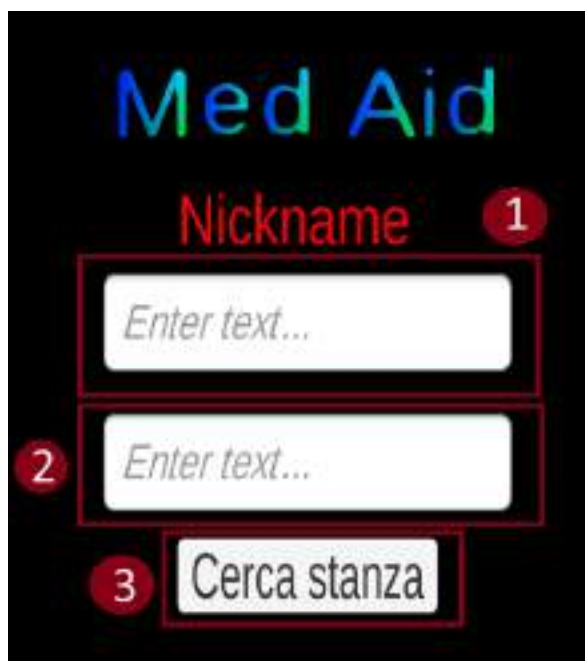 Med Aid
Nickname
1
Enter text...
2
Enter text...
3
Cerca stanza